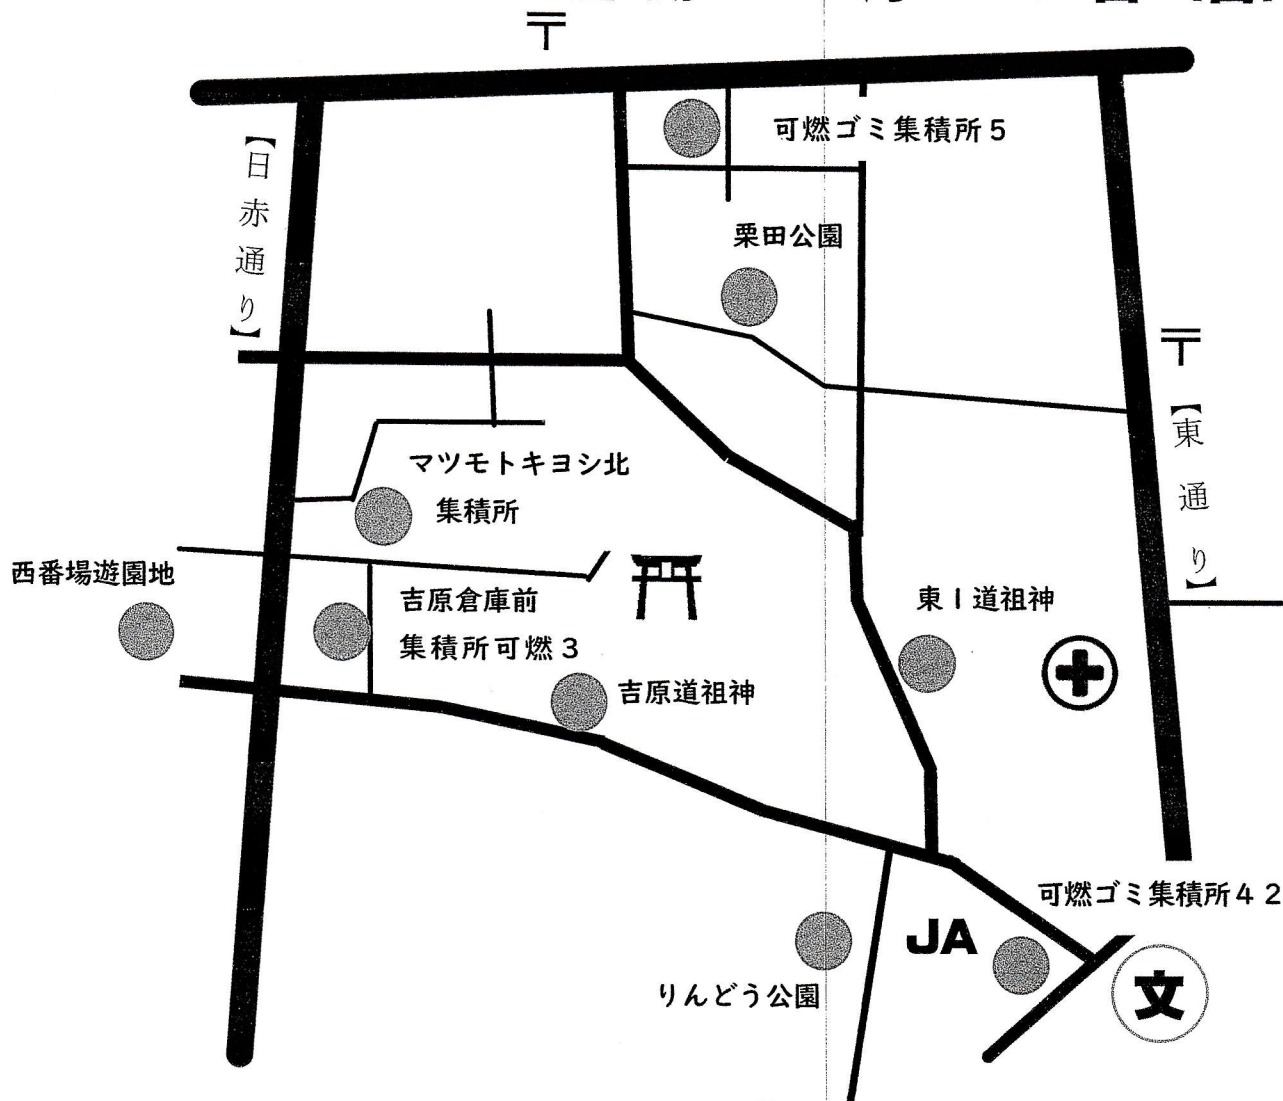 〒
可燃ゴミ集積所5
【日赤通り】
栗田公園
〒
【東通り】
マツモトキヨシ北
集積所
西番場遊園地
吉原倉庫前
集積所可燃3
東1道祖神
吉原道祖神
可燃ゴミ集積所42
JA
文
りんどう公園